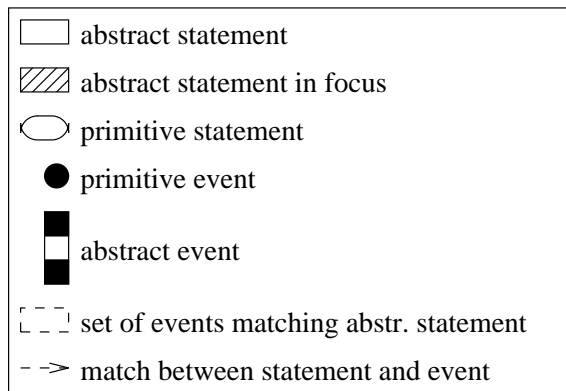 abstract statement
abstract statement in focus
primitive statement
primitive event
abstract event
set of events matching abstr. statement
match between statement and event